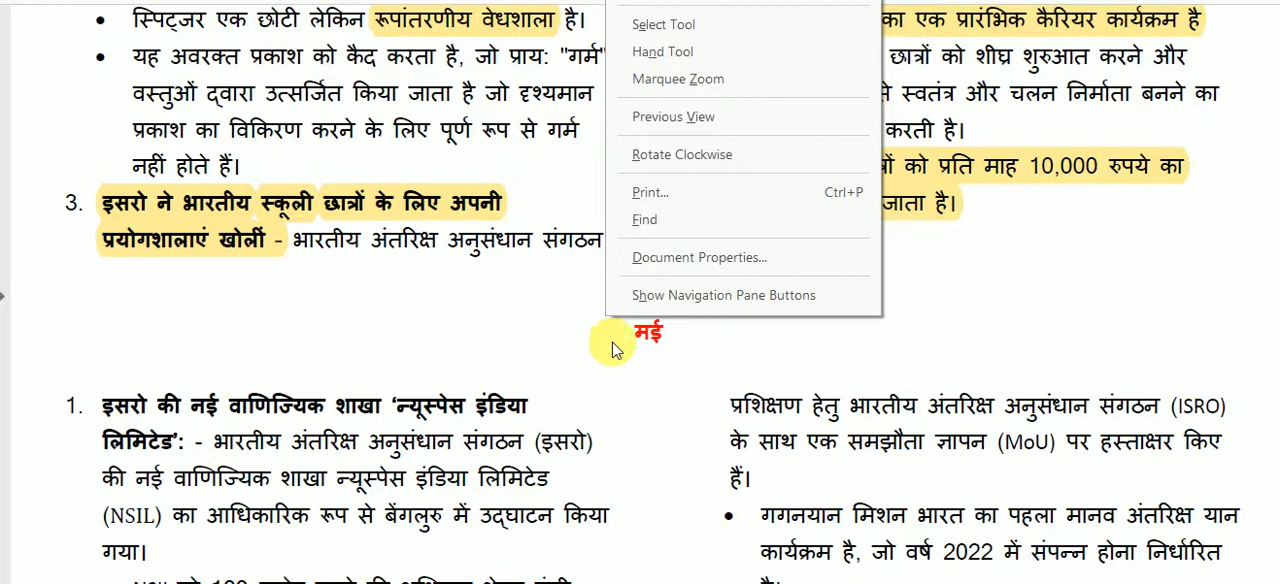 स्पिट्जर एक छोटी लेकिन रूपांतरणीय वेधशाला है।
यह अवरक्त प्रकाश को कैद करता है, जो प्राय: "गर्म"
वस्तुओं द्वारा उत्सर्जित किया जाता है जो दृश्यमान
प्रकाश का विकिरण करने के लिए पूर्ण रूप से गर्म
नहीं होते हैं।
3. इसरो ने भारतीय स्कूली छात्रों के लिए अपनी
प्रयोगशालाएं खोलीं - भारतीय अंतरिक्ष अनुसंधान संगठन
Select Tool
Hand Tool
Marquee Zoom
Previous View
Rotate Clockwise
Print... Ctrl+P
Find
Document Properties...
Show Navigation Pane Buttons
का एक प्रारंभिक कैरियर कार्यक्रम है
छात्रों को शीघ्र शुरुआत करने और
स्वतंत्र और चलन निर्माता बनने का
करती है।
को प्रति माह 10,000 रुपये का
जाता है।
मई
1. इसरो की नई वाणिज्यिक शाखा ‘न्यूस्पेस इंडिया
लिमिटेड’: - भारतीय अंतरिक्ष अनुसंधान संगठन (इसरो)
की नई वाणिज्यिक शाखा न्यूस्पेस इंडिया लिमिटेड
(NSIL) का आधिकारिक रूप से बेंगलुरु में उद्घाटन किया
गया।
प्रशिक्षण हेतु भारतीय अंतरिक्ष अनुसंधान संगठन (ISRO)
के साथ एक समझौता ज्ञापन (MoU) पर हस्ताक्षर किए
हैं।
गगनयान मिशन भारत का पहला मानव अंतरिक्ष यान
कार्यक्रम है, जो वर्ष 2022 में संपन्न होना निर्धारित